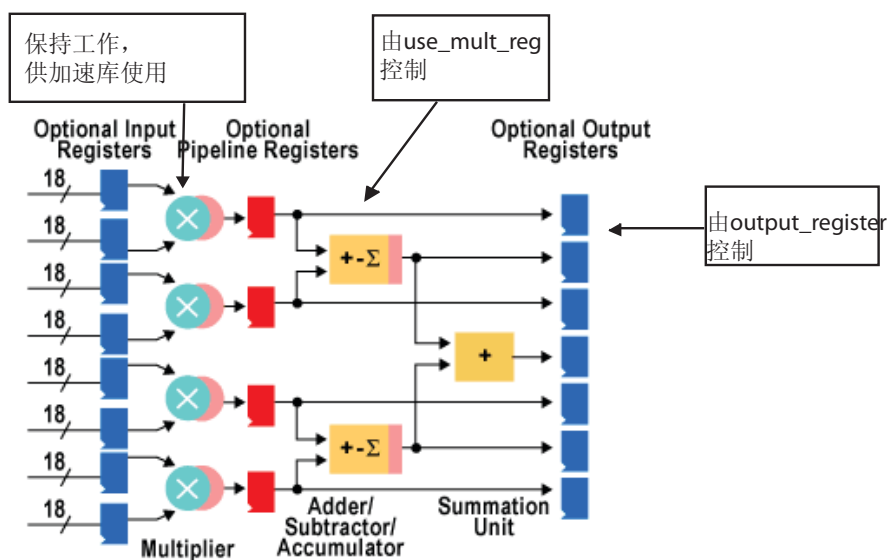 保持工作，
供加速库使用
由use_mult_reg
控制
Optional Input
Registers
Optional
Pipeline Registers
Optional Output
Registers
由output_register
控制
18
18
18
18
18
18
18
18
+-Σ
+
+-Σ
Multiplier
Adder/
Subtractor/
Accumulator
Summation
Unit